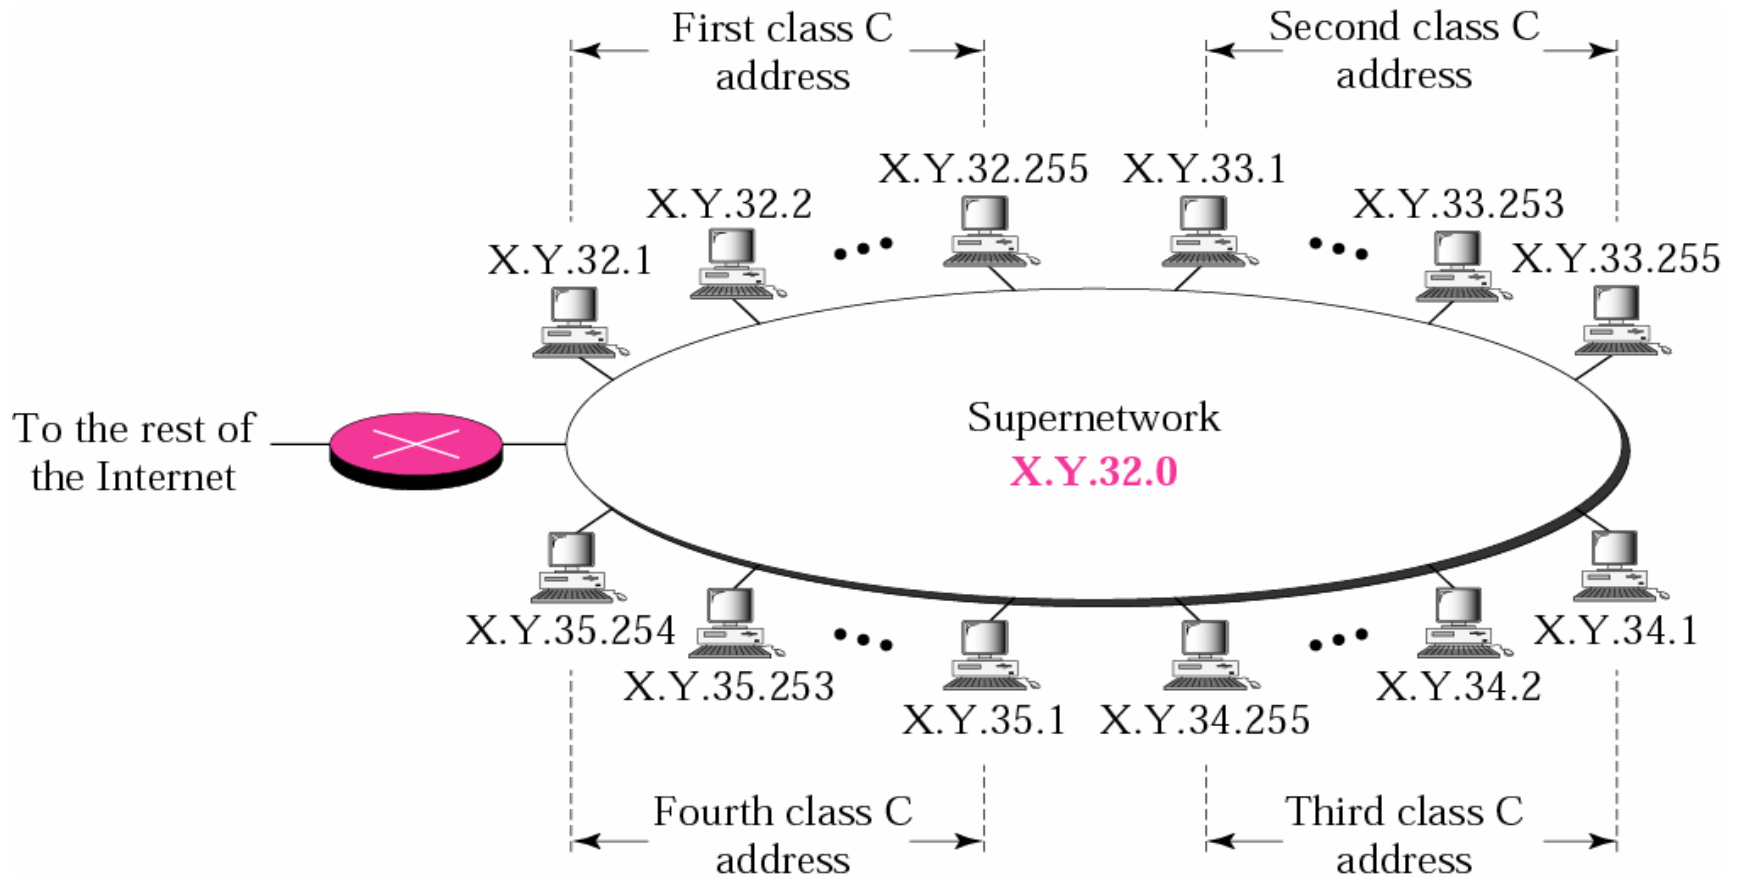 First class C
address
Second class C
address
X.Y.32.255
X.Y.33.1
X.Y.32.2
X.Y.33.253
X.Y.32.1
X.Y.33.255
To the rest of
the Internet
Supernetwork
X.Y.32.0
X.Y.35.254
X.Y.34.1
X.Y.35.253
X.Y.34.2
X.Y.35.1
X.Y.34.255
Fourth class C
address
Third class C
address